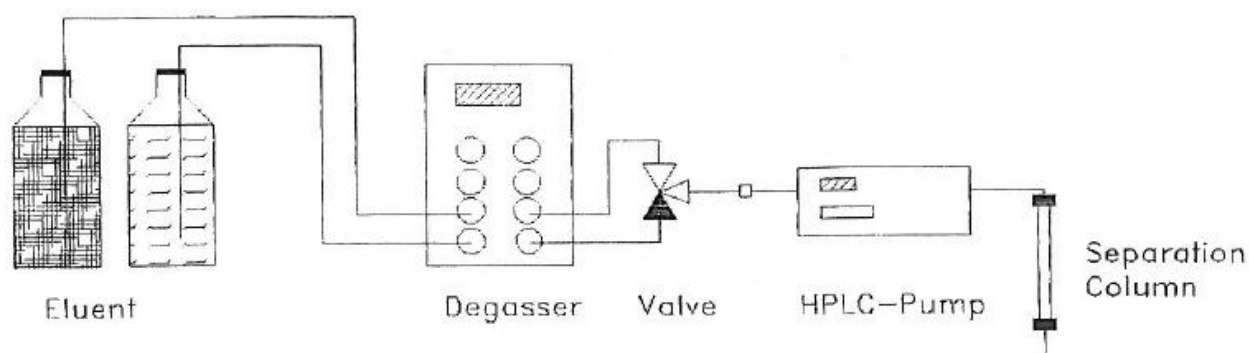 Eluent
Degasser
Valve
HPLC-Pump
Separation
Column